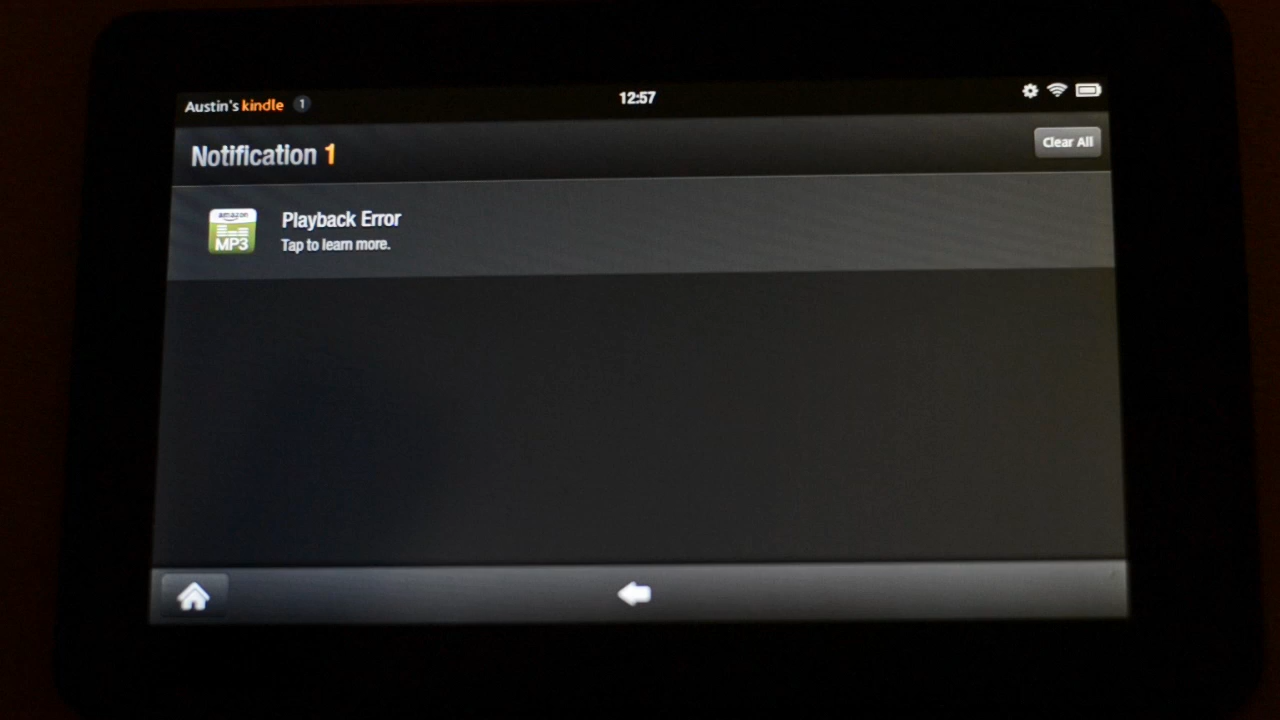 Austin's kindle 1
12:57
Notification 1
Clear All
amazon
MP3
Playback Error
Tap to learn more.